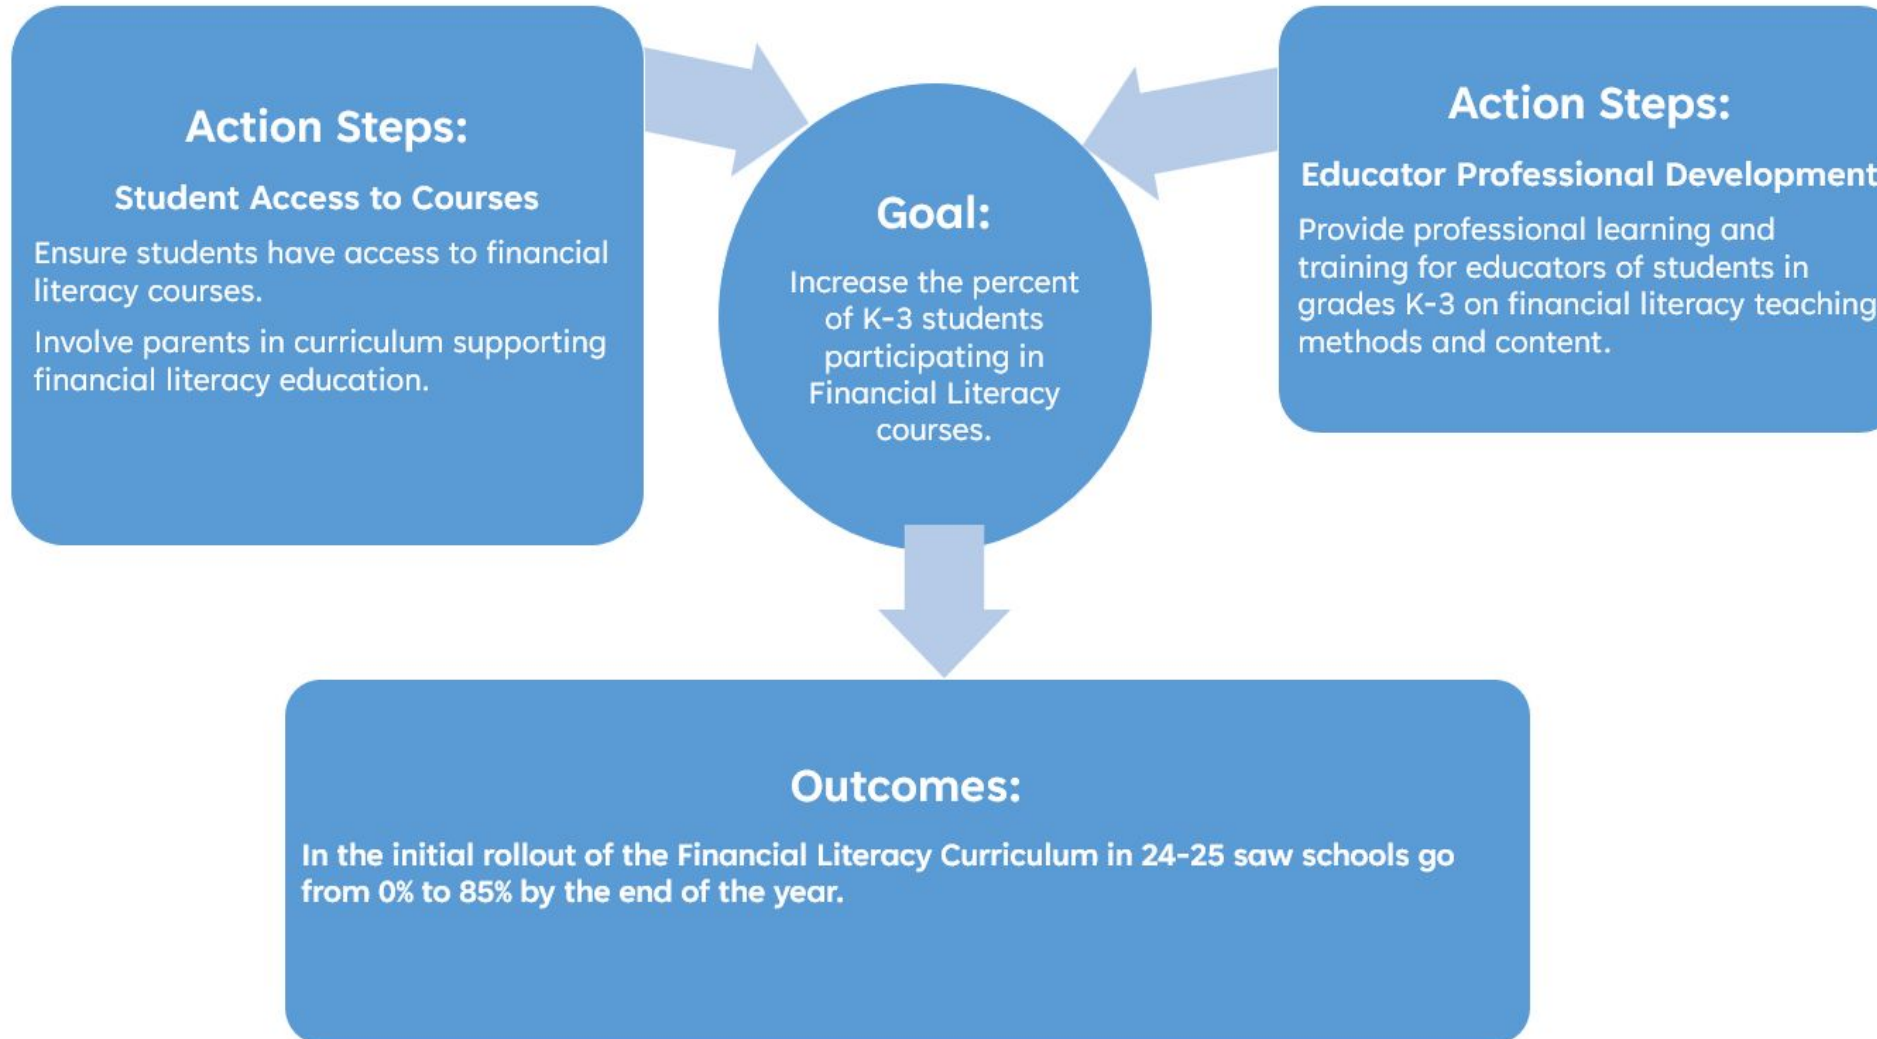 Action Steps:
Student Access to Courses
Ensure students have access to financial
literacy courses.
Involve parents in curriculum supporting
financial literacy education.
Goal:
Increase the percent
of K-3 students
participating in
Financial Literacy
courses.
Action Steps:
Educator Professional Development
Provide professional learning and
training for educators of students in
grades K-3 on financial literacy teaching
methods and content.
Outcomes:
In the initial rollout of the Financial Literacy Curriculum in 24-25 saw schools go
from 0% to 85% by the end of the year.